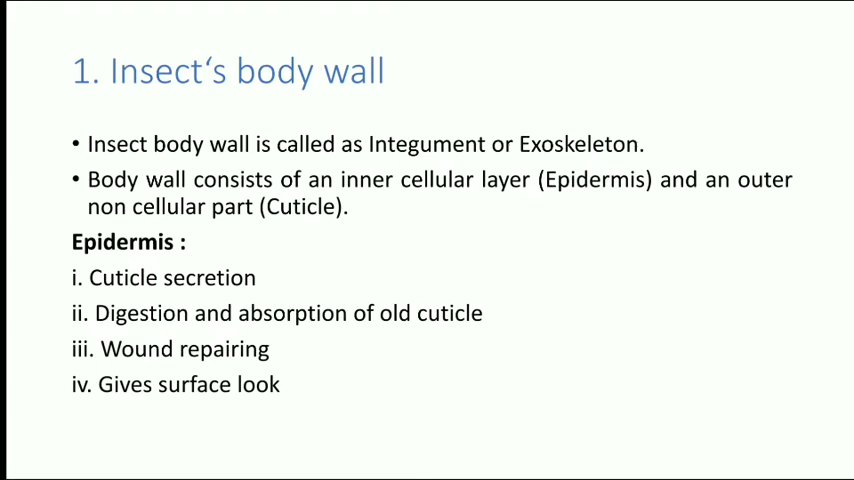 1. Insect‘s body wall
• Insect body wall is called as Integument or Exoskeleton.
• Body wall consists of an inner cellular layer (Epidermis) and an outer
non cellular part (Cuticle).
Epidermis :
i. Cuticle secretion
ii. Digestion and absorption of old cuticle
iii. Wound repairing
iv. Gives surface look